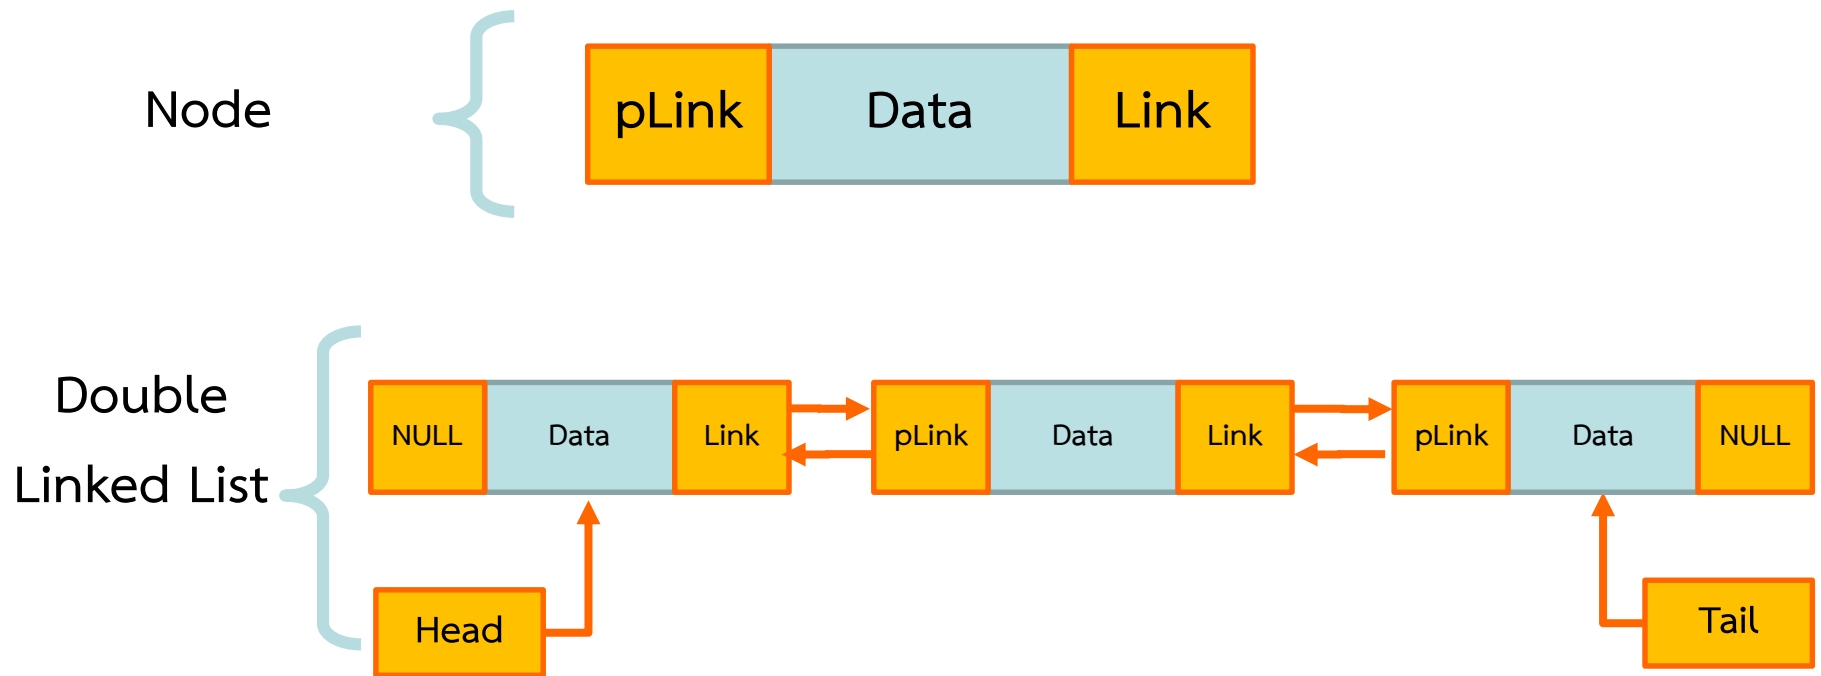 Node
pLink Data Link
Double
Linked List
NULL Data Link pLink Data Link pLink Data NULL
Head
Tail